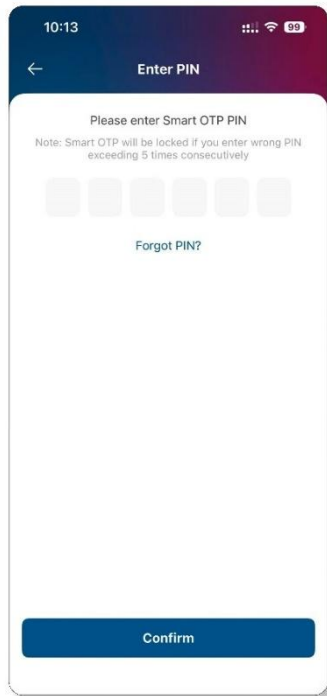 10:13
99
Enter PIN
Please enter Smart OTP PIN
Note: Smart OTP will be locked if you enter wrong PIN
exceeding 5 times consecutively
Forgot PIN?
Confirm